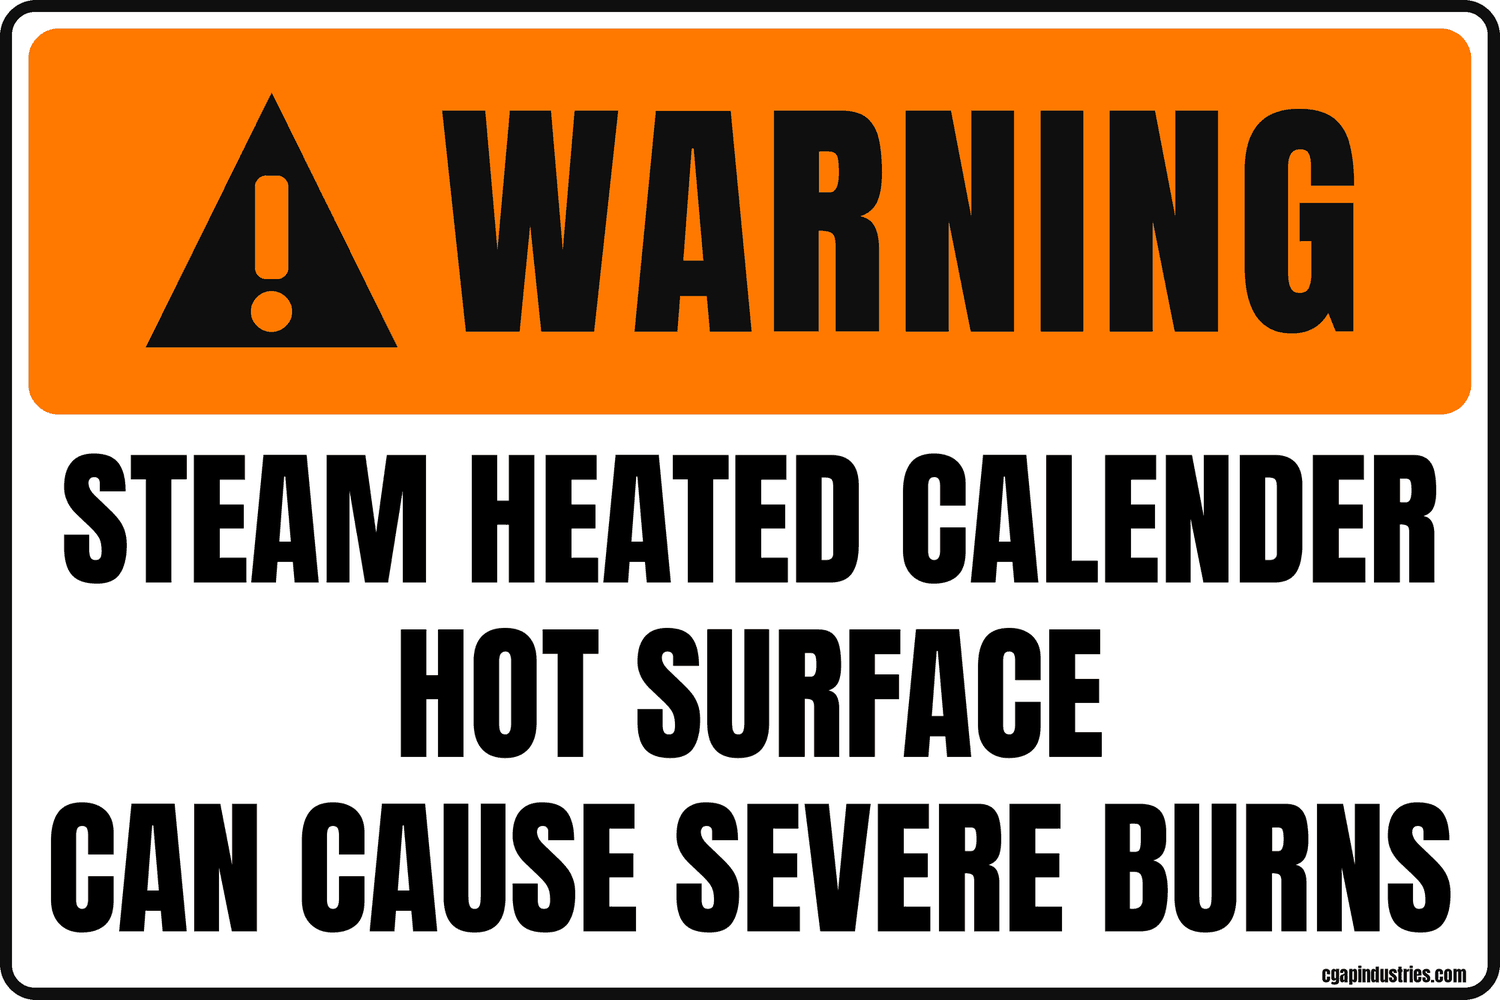 WARNING
STEAM HEATED CALENDER
HOT SURFACE
CAN CAUSE SEVERE BURNS
cgapindustries.com